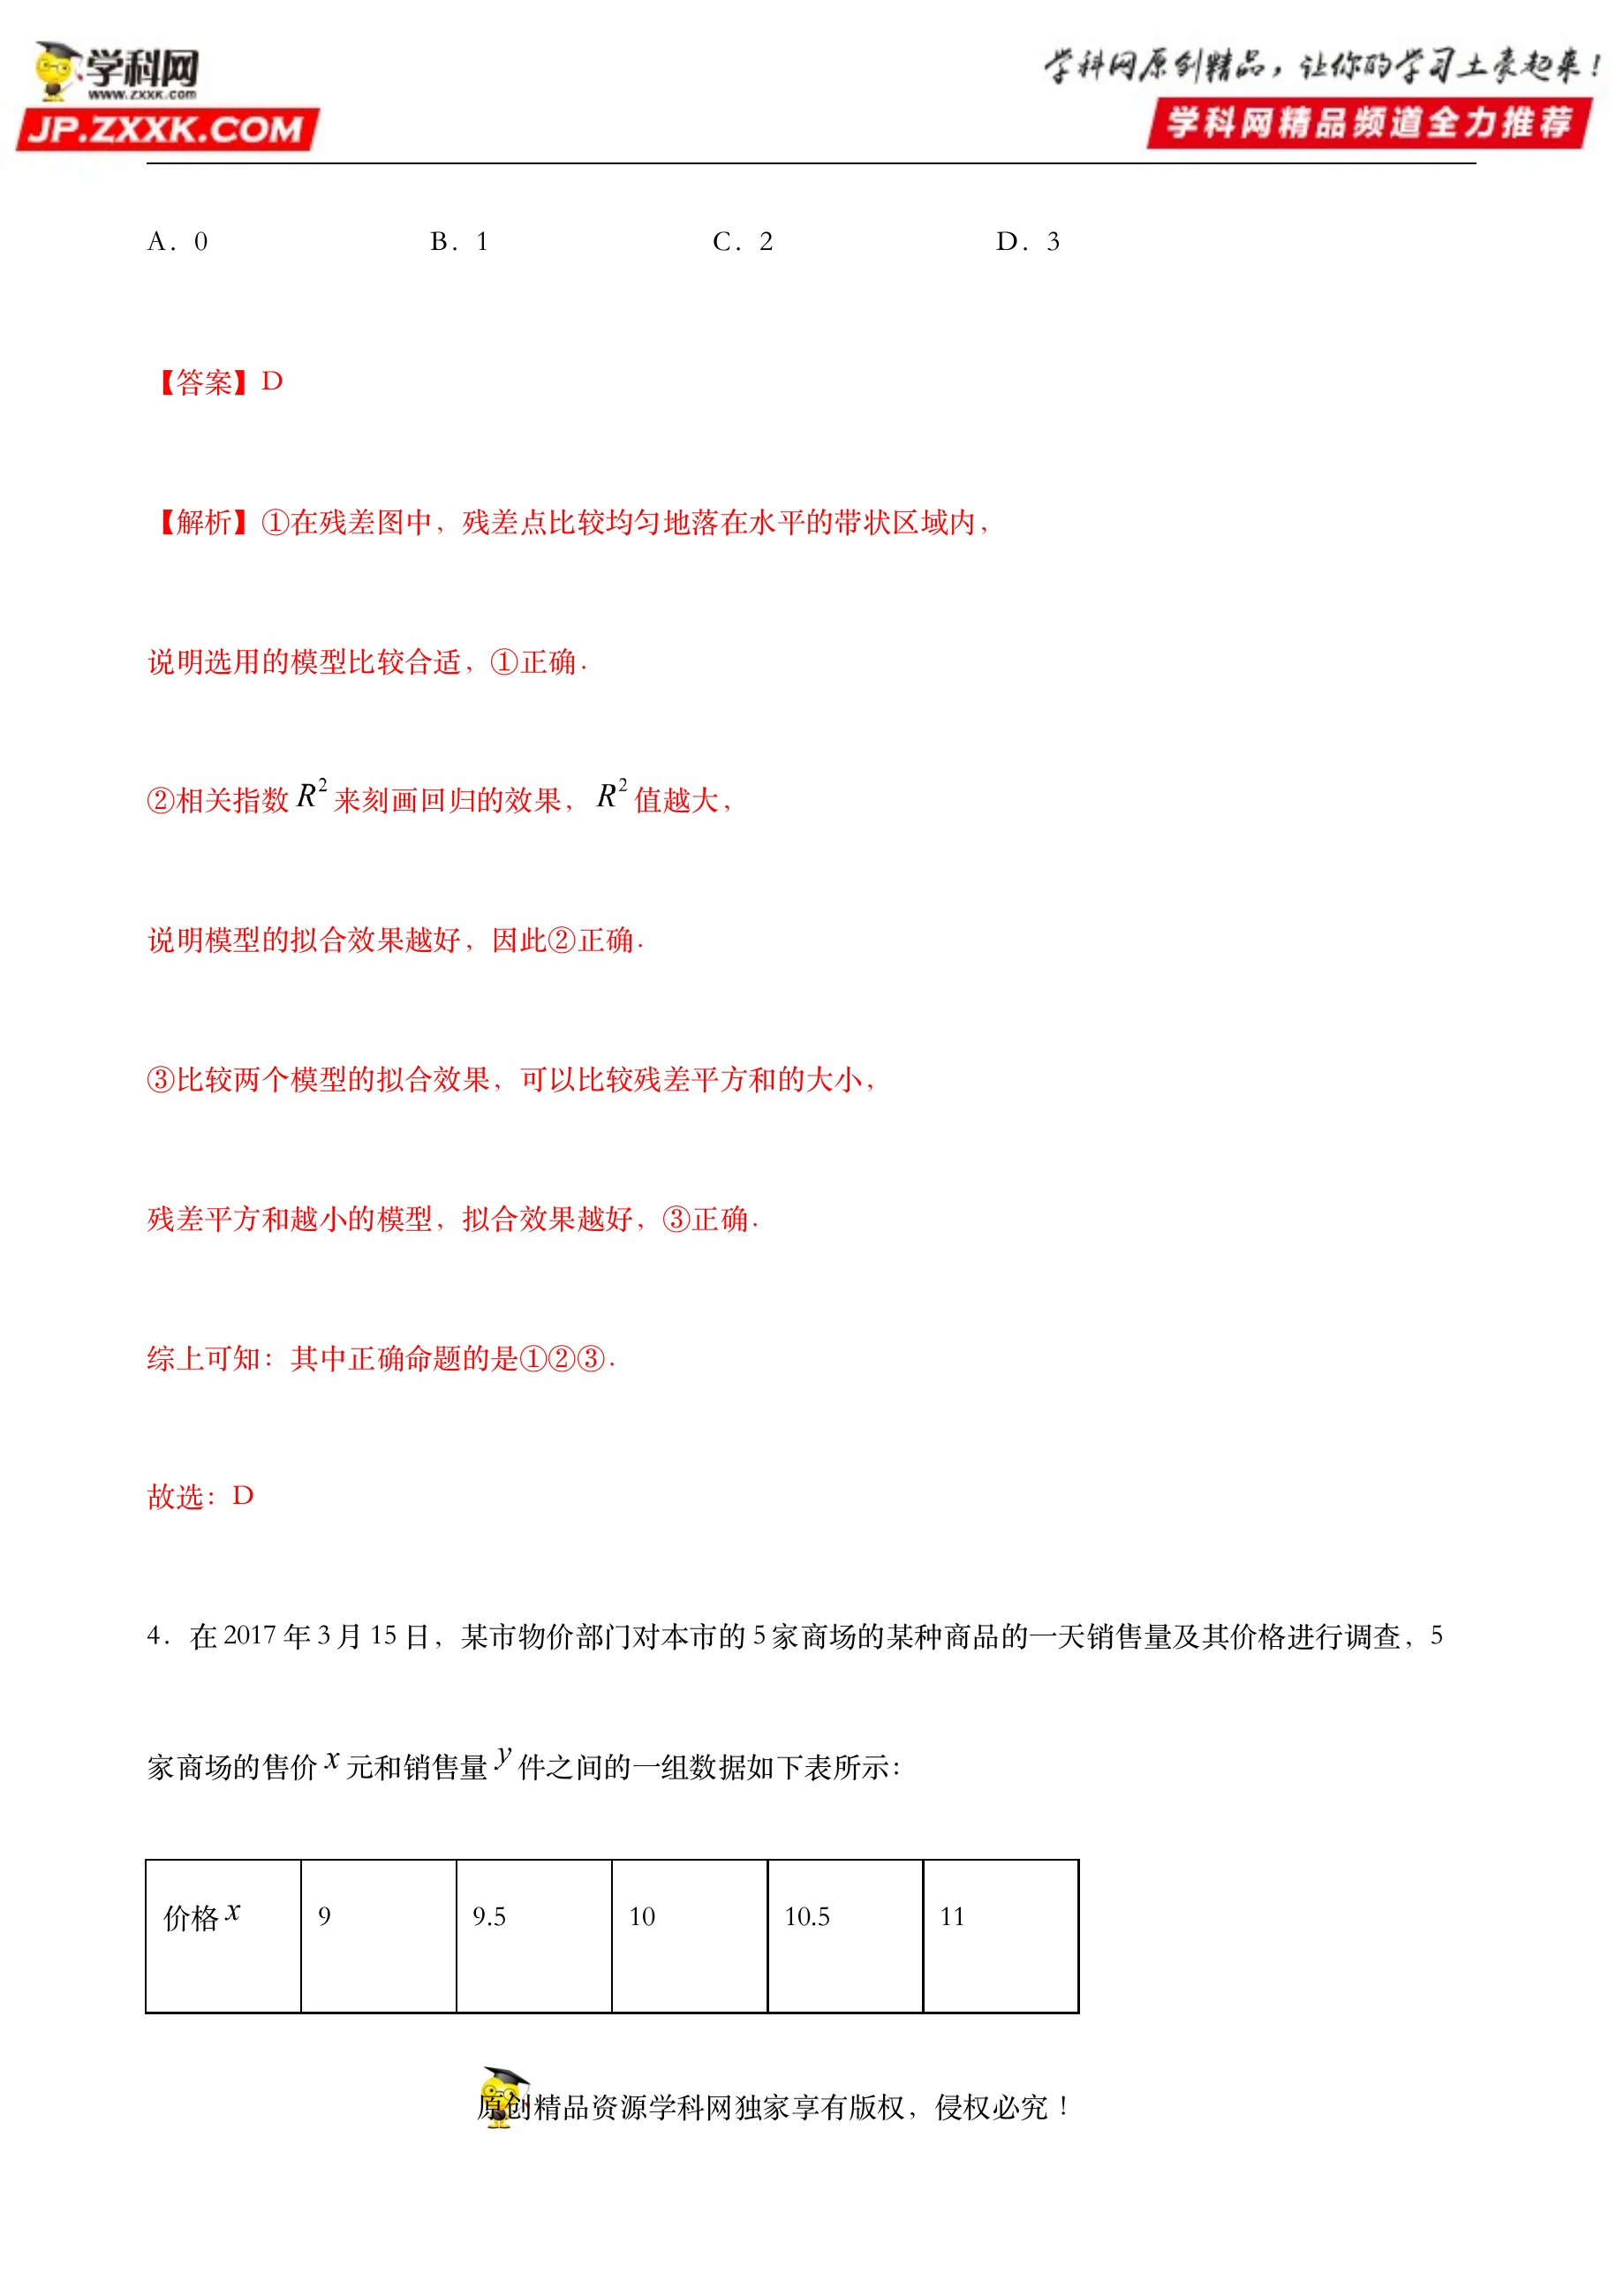 学科网
www.zxxk.com
JP.ZXXK.COM
学科网原创精品，让你的学习土豪起来！
学科网精品频道全力推荐
A．0 B．1 C．2 D．3
【答案】D
【解析】①在残差图中，残差点比较均匀地落在水平的带状区域内，
说明选用的模型比较合适，①正确．
②相关指数 R² 来刻画回归的效果， R² 值越大，
说明模型的拟合效果越好，因此②正确．
③比较两个模型的拟合效果，可以比较残差平方和的大小，
残差平方和越小的模型，拟合效果越好，③正确．
综上可知：其中正确命题的是①②③．
故选：D
4．在 2017 年 3 月 15 日，某市物价部门对本市的 5 家商场的某种商品的一天销售量及其价格进行调查，5
家商场的售价 x 元和销售量 y 件之间的一组数据如下表所示：
价格 x 9 9.5 10 10.5 11
原创精品资源学科网独家享有版权，侵权必究！